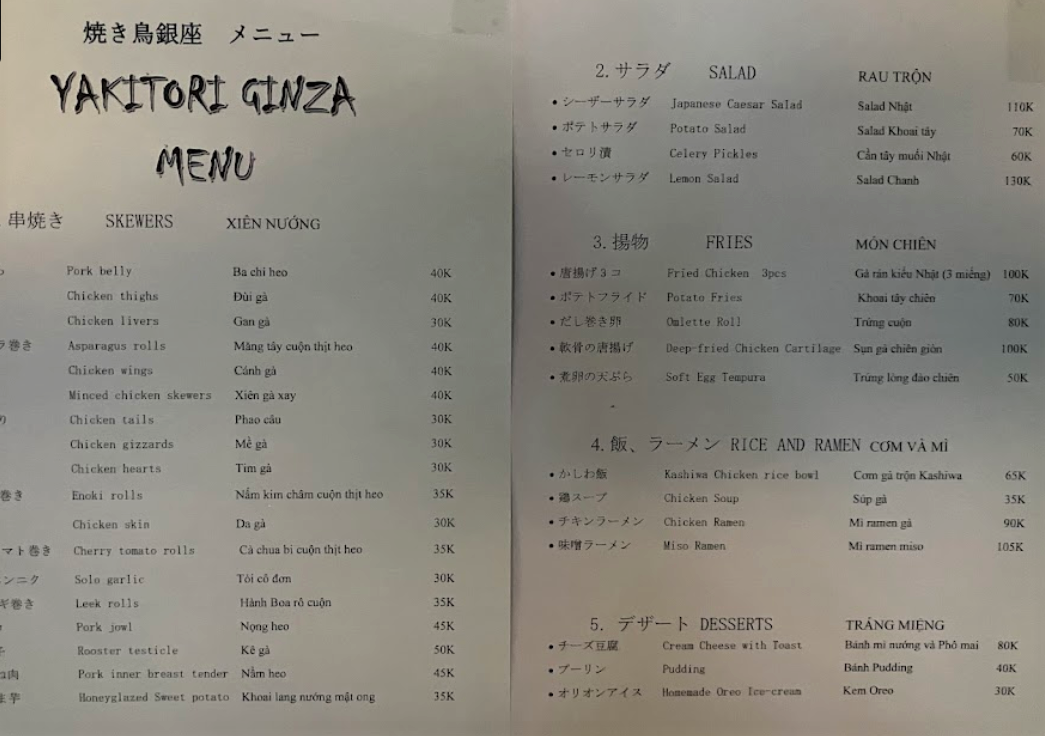 焼き鳥銀座 メニュー
YAKITORI GINZA
MENU
串焼き SKEWERS XIÊN NƯỚNG
Pork belly Ba chỉ heo 40K
Chicken thighs Đùi gà 40K
Chicken livers Gan gà 30K
巻き Asparagus rolls Măng tây cuộn thịt heo 40K
Chicken wings Cánh gà 40K
Minced chicken skewers Xiên gà xay 40K
Chicken tails Phao câu 30K
Chicken gizzards Mề gà 30K
Chicken hearts Tim gà 30K
巻き Enoki rolls Nấm kim châm cuộn thịt heo 35K
Chicken skin Da gà 30K
マト巻き Cherry tomato rolls Cà chua bi cuộn thịt heo 35K
ンニク Solo garlic Tỏi cô đơn 30K
ギ巻き Leek rolls Hành Boa rô cuộn 35K
Pork jowl Nọng heo 45K
Rooster testicle Kê gà 50K
肉 Pork inner breast tender Nầm heo 45K
芋 Honeyglazed Sweet potato Khoai lang nướng mật ong 35K
2.サラダ SALAD RAU TRỘN
• シーザーサラダ Japanese Caesar Salad Salad Nhật 110K
• ポテトサラダ Potato Salad Salad Khoai tây 70K
• セロリ漬 Celery Pickles Cần tây muối Nhật 60K
• レーモンサラダ Lemon Salad Salad Chanh 130K
3.揚物 FRIES MÓN CHIÊN
• 唐揚げ3コ Fried Chicken 3pcs Gà rán kiểu Nhật (3 miếng) 100K
• ポテトフライド Potato Fries Khoai tây chiên 70K
• だし巻き卵 Omlette Roll Trứng cuộn 80K
• 軟骨の唐揚げ Deep-fried Chicken Cartilage Sụn gà chiên giòn 100K
• 煮卵の天ぷら Soft Egg Tempura Trứng lòng đào chiên 50K
4.飯、ラーメン RICE AND RAMEN CƠM VÀ MÌ
• かしわ飯 Kashiwa Chicken rice bowl Cơm gà trộn Kashiwa 65K
• 鶏スープ Chicken Soup Súp gà 35K
• チキンラーメン Chicken Ramen Mì ramen gà 90K
• 味噌ラーメン Miso Ramen Mì ramen miso 105K
5. デザート DESSERTS TRÁNG MIỆNG
• チーズ豆腐 Cream Cheese with Toast Bánh mì nướng và Phô mai 80K
• プーリン Pudding Bánh Pudding 40K
• オリオンアイス Homemade Oreo Ice-cream Kem Oreo 30K